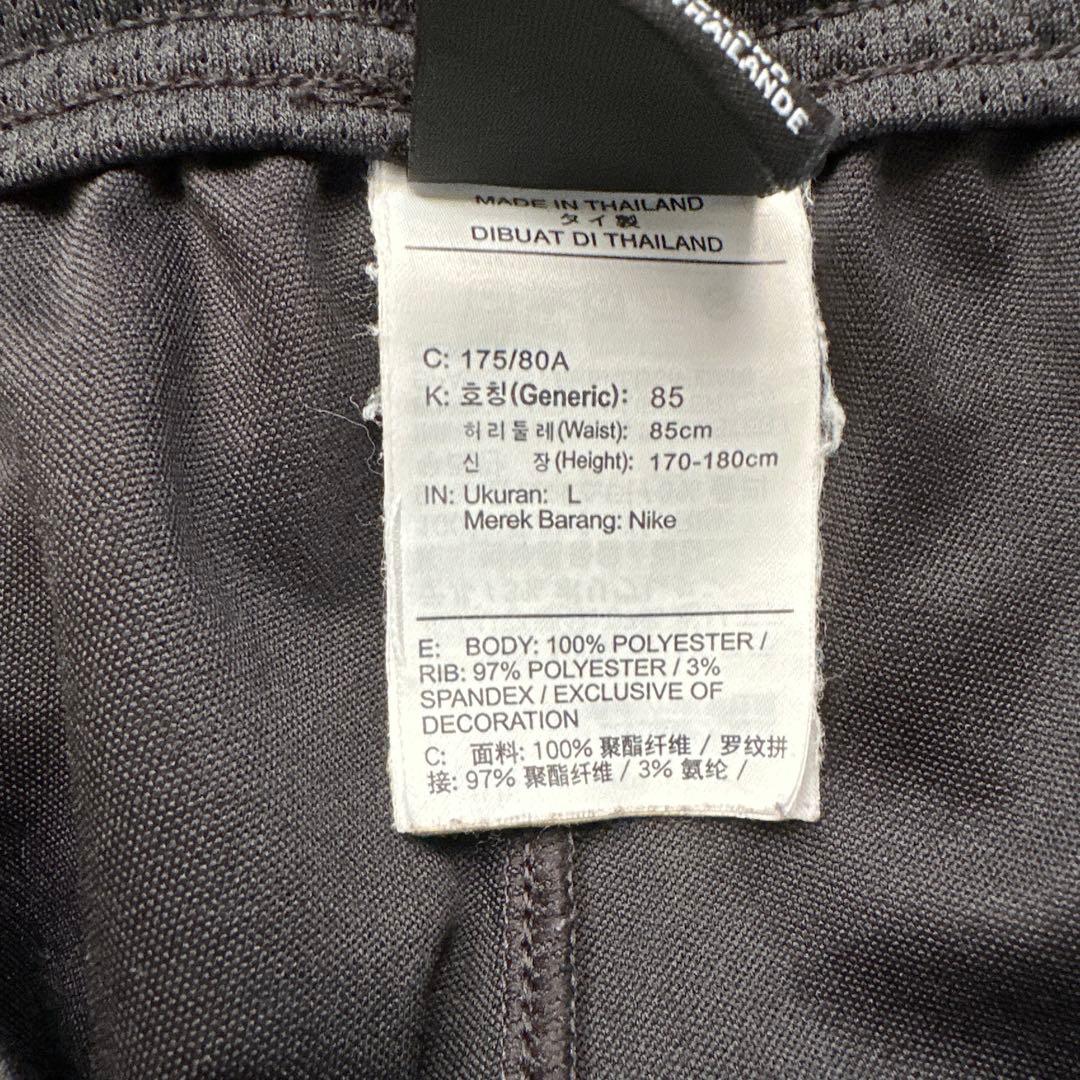 THAILANDE
MADE IN THAILAND
タイ製
DIBUAT DI THAILAND
C: 175/80A
K: 호칭(Generic): 85
허리둘레(Waist): 85cm
신 장(Height): 170-180cm
IN: Ukuran: L
Merek Barang: Nike
E: BODY: 100% POLYESTER /
RIB: 97% POLYESTER / 3%
SPANDEX / EXCLUSIVE OF
DECORATION
C: 面料: 100% 聚酯纤维 / 罗纹拼
接: 97% 聚酯纤维 / 3% 氨纶 /